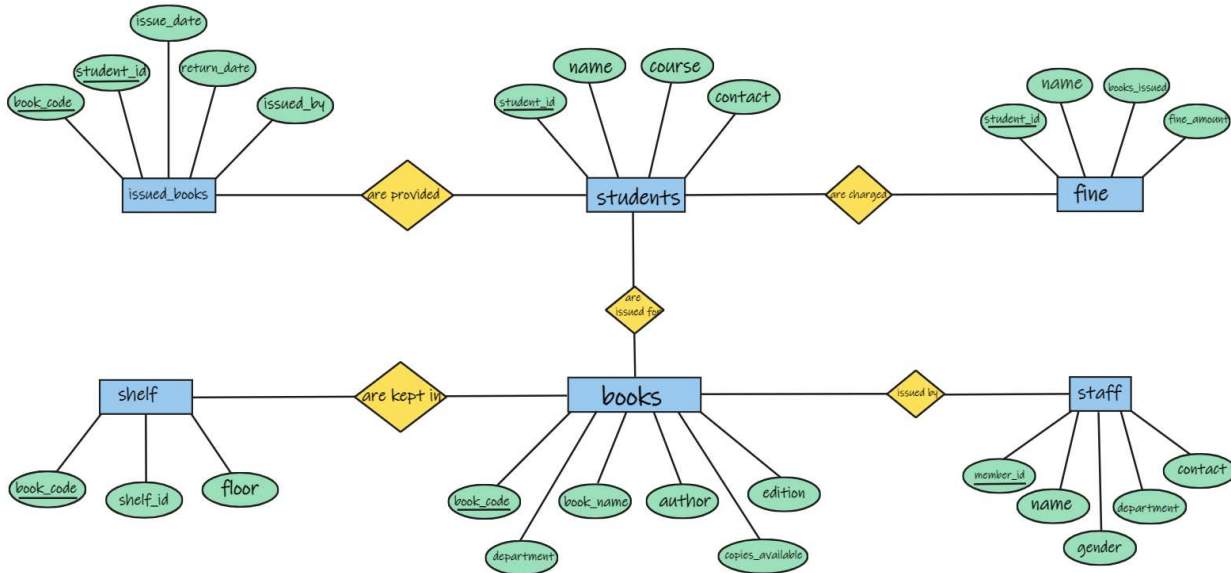 issue_date
student_id
return_date
book_code
issued_by
issued_books
are provided
name
course
student_id
contact
students
are charged
name
books_issued
student_id
fine_amount
fine
are
issued for
shelf
are kept in
books
issued by
staff
book_code
shelf_id
floor
book_code
department
book_name
author
edition
copies_available
member_id
name
gender
department
contact